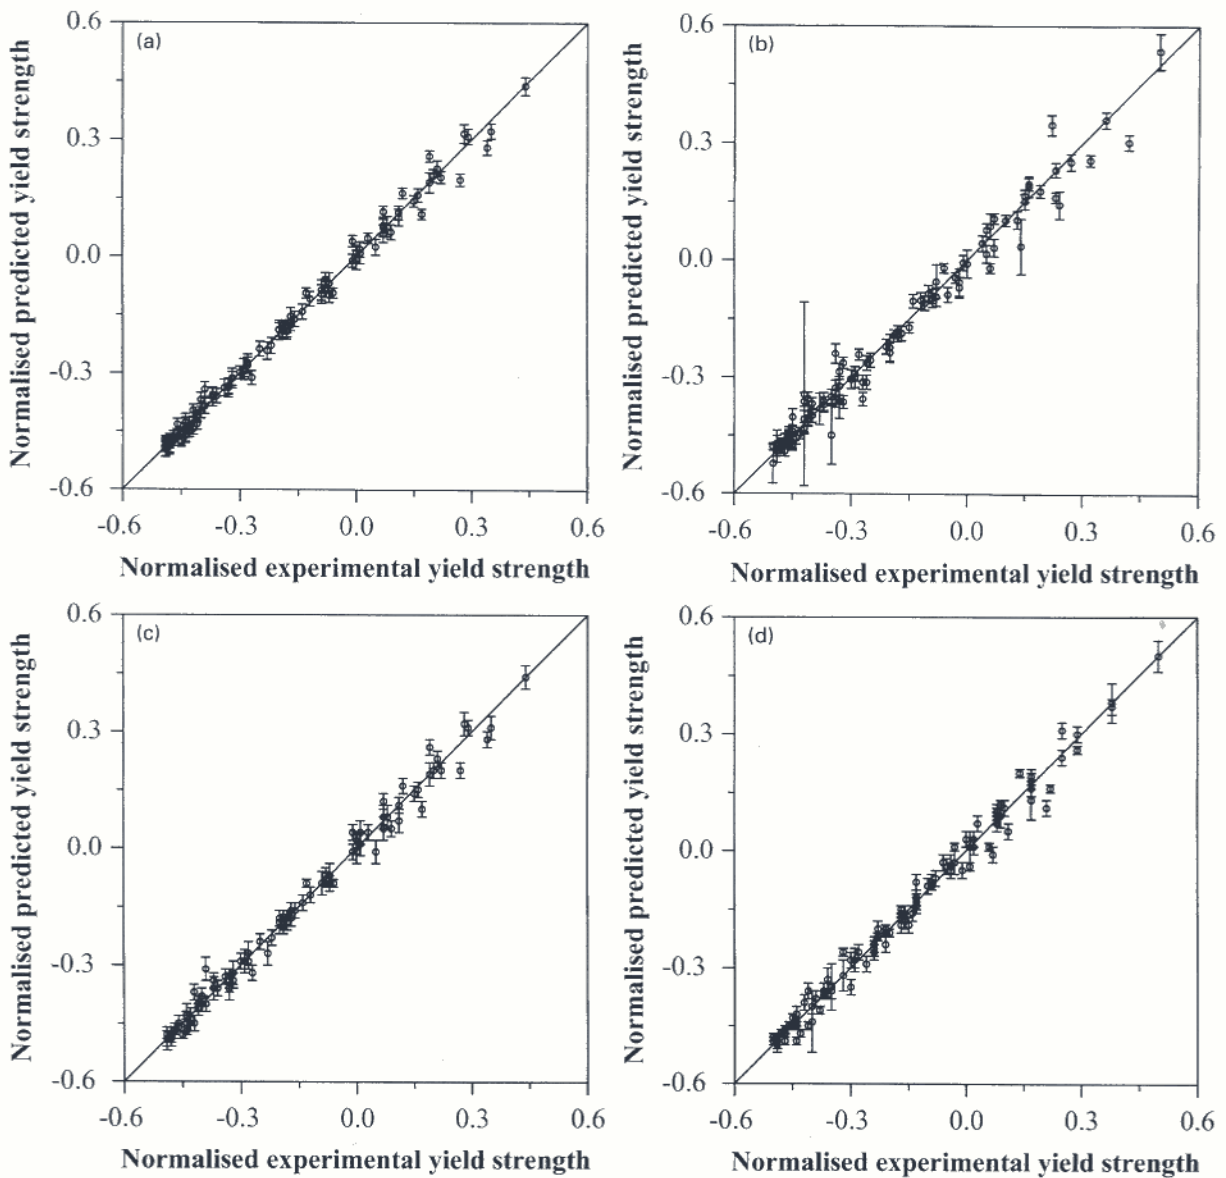 (a)
Normalised predicted yield strength
0.6
0.3
0.0
-0.3
-0.6
-0.6 -0.3 0.0 0.3 0.6
Normalised experimental yield strength
(b)
Normalised predicted yield strength
0.6
0.3
0.0
-0.3
-0.6
-0.6 -0.3 0.0 0.3 0.6
Normalised experimental yield strength
(c)
Normalised predicted yield strength
0.6
0.3
0.0
-0.3
-0.6
-0.6 -0.3 0.0 0.3 0.6
Normalised experimental yield strength
(d)
Normalised predicted yield strength
0.6
0.3
0.0
-0.3
-0.6
-0.6 -0.3 0.0 0.3 0.6
Normalised experimental yield strength